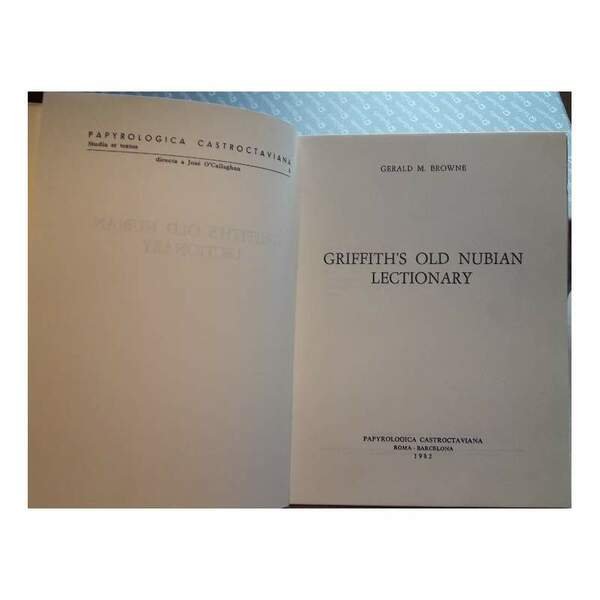 PAPYROLOGICA CASTROCTAVIANA
Studia et textus
directa a José O'Callaghan
GERALD M. BROWNE
GRIFFITH'S OLD NUBIAN
LECTIONARY
PAPYROLOGICA CASTROCTAVIANA
ROMA - BARCELONA
1982